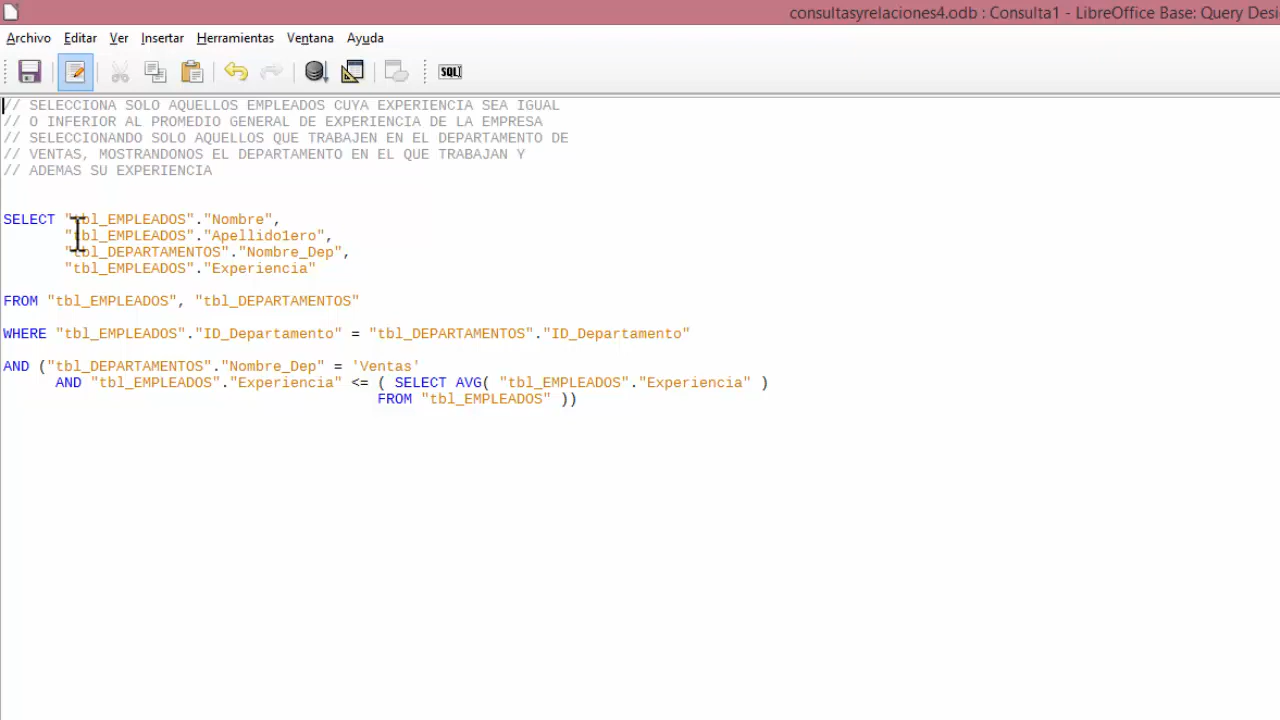 consultasyrelaciones4.odb : Consulta1 - LibreOffice Base: Query Desi
Archivo Editar Ver Insertar Herramientas Ventana Ayuda
SQL
// SELECCIONA SOLO AQUELLOS EMPLEADOS CUYA EXPERIENCIA SEA IGUAL
// O INFERIOR AL PROMEDIO GENERAL DE EXPERIENCIA DE LA EMPRESA
// SELECCIONANDO SOLO AQUELLOS QUE TRABAJEN EN EL DEPARTAMENTO DE
// VENTAS, MOSTRANDONOS EL DEPARTAMENTO EN EL QUE TRABAJAN Y
// ADEMAS SU EXPERIENCIA
SELECT "tbl_EMPLEADOS"."Nombre",
"tbl_EMPLEADOS"."Apellido1ero",
"tbl_DEPARTAMENTOS"."Nombre_Dep",
"tbl_EMPLEADOS"."Experiencia"
FROM "tbl_EMPLEADOS", "tbl_DEPARTAMENTOS"
WHERE "tbl_EMPLEADOS"."ID_Departamento" = "tbl_DEPARTAMENTOS"."ID_Departamento"
AND ("tbl_DEPARTAMENTOS"."Nombre_Dep" = 'Ventas'
AND "tbl_EMPLEADOS"."Experiencia" <= ( SELECT AVG( "tbl_EMPLEADOS"."Experiencia" )
FROM "tbl_EMPLEADOS" ))